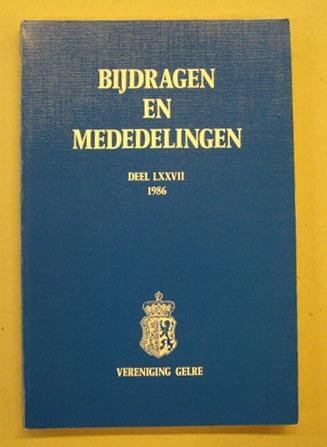 BIJDRAGEN
EN
MEDEDELINGEN
DEEL LXXVII
1986
VERENIGING GELRE